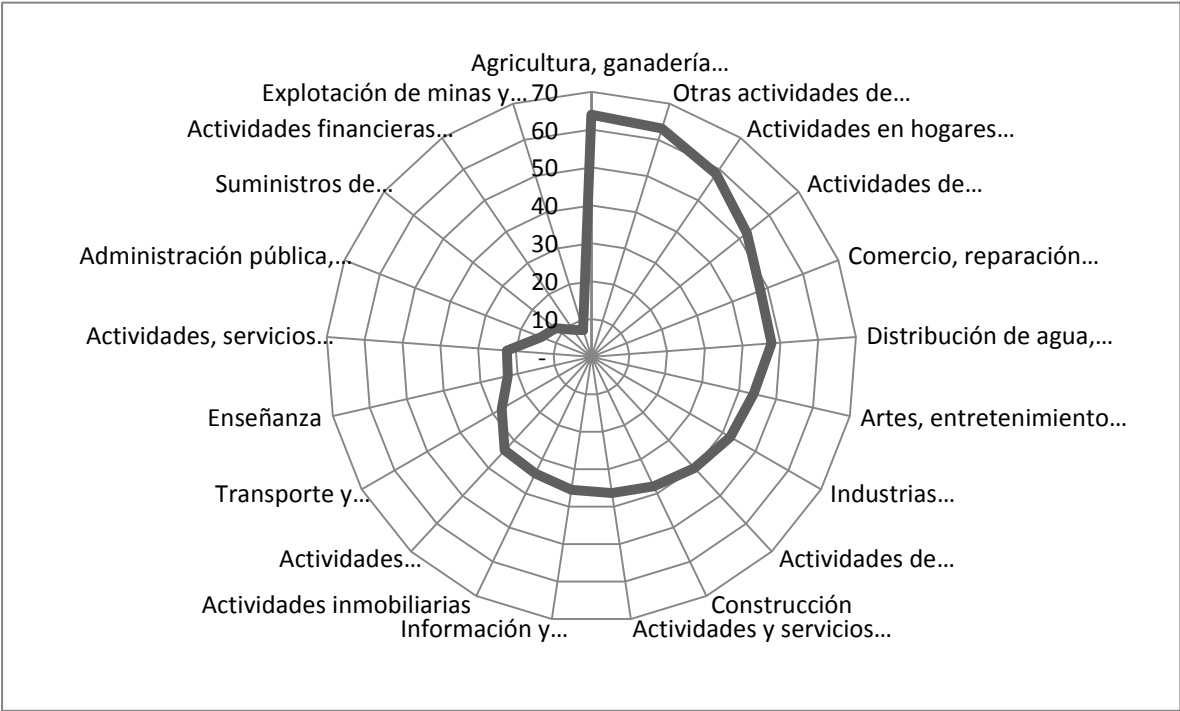 Agricultura, ganadería...
Otras actividades de...
Actividades en hogares...
Actividades de...
Comercio, reparación...
Distribución de agua,...
Artes, entretenimiento...
Industrias...
Actividades de...
Construcción
Actividades y servicios...
Información y...
Actividades inmobiliarias
Actividades...
Transporte y...
Enseñanza
Actividades, servicios...
Administración pública,...
Suministros de...
Actividades financieras...
Explotación de minas y...
70
60
50
40
30
20
10
-